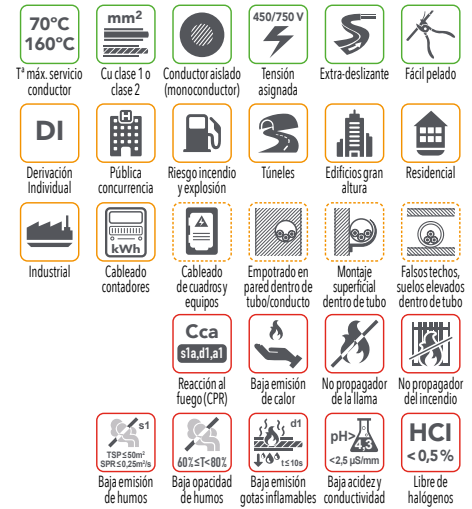 70°C
160°C
mm²
450/750 V
Tª máx. servicio conductor
Cu clase 1 o clase 2
Conductor aislado (monoconductor)
Tensión asignada
Extra-deslizante
Fácil pelado
DI
H
Derivación Individual
Pública concurrencia
Riesgo incendio y explosión
Túneles
Edificios gran altura
Residencial
kWh
Industrial
Cableado contadores
Cableado de cuadros y equipos
Empotrado en pared dentro de tubo/conducto
Montaje superficial dentro de tubo
Falsos techos, suelos elevados dentro de tubo
Cca
s1a,d1,a1
Reacción al fuego (CPR)
Baja emisión de calor
No propagador de la llama
No propagador del incendio
s1
TSP≤50m²
SPR≤0,25m²/s
60%≤T<80%
d1
t≤10s
pH>4.3
<2,5 µS/mm
HCI
<0,5%
Baja emisión de humos
Baja opacidad de humos
Baja emisión gotas inflamables
Baja acidez y conductividad
Libre de halógenos